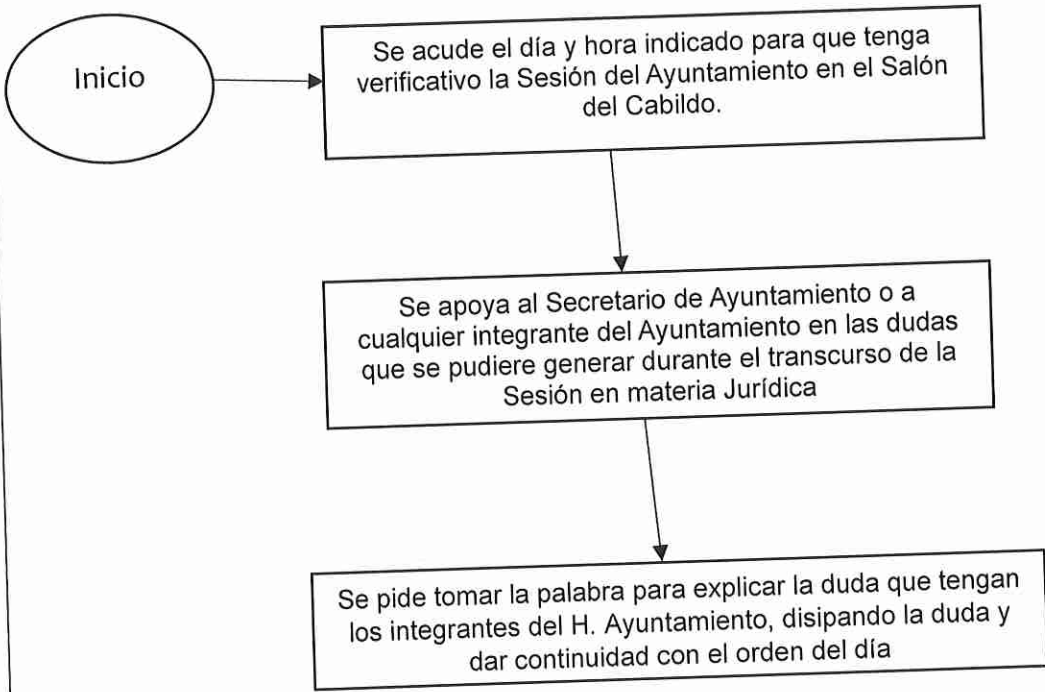 Inicio
Se acude el día y hora indicado para que tenga
verificativo la Sesión del Ayuntamiento en el Salón
del Cabildo.
Se apoya al Secretario de Ayuntamiento o a
cualquier integrante del Ayuntamiento en las dudas
que se pudiere generar durante el transcurso de la
Sesión en materia Jurídica
Se pide tomar la palabra para explicar la duda que tengan
los integrantes del H. Ayuntamiento, disipando la duda y
dar continuidad con el orden del día